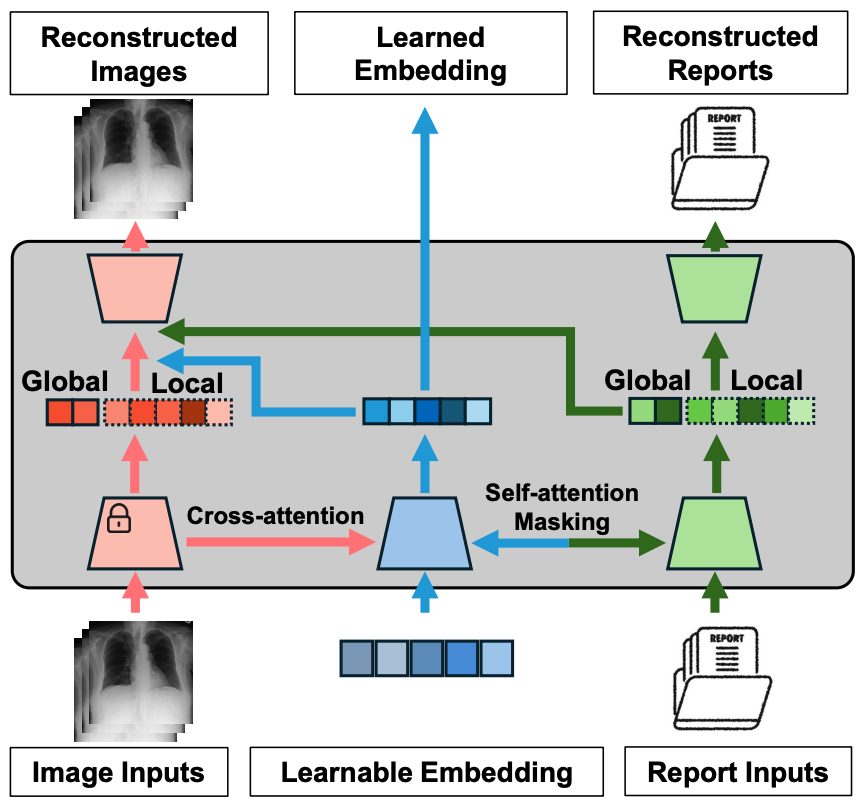 Reconstructed
Images
Learned
Embedding
Reconstructed
Reports
REPORT
Global
Local
Global
Local
Cross-attention
Self-attention
Masking
REPORT
Image Inputs
Learnable Embedding
Report Inputs